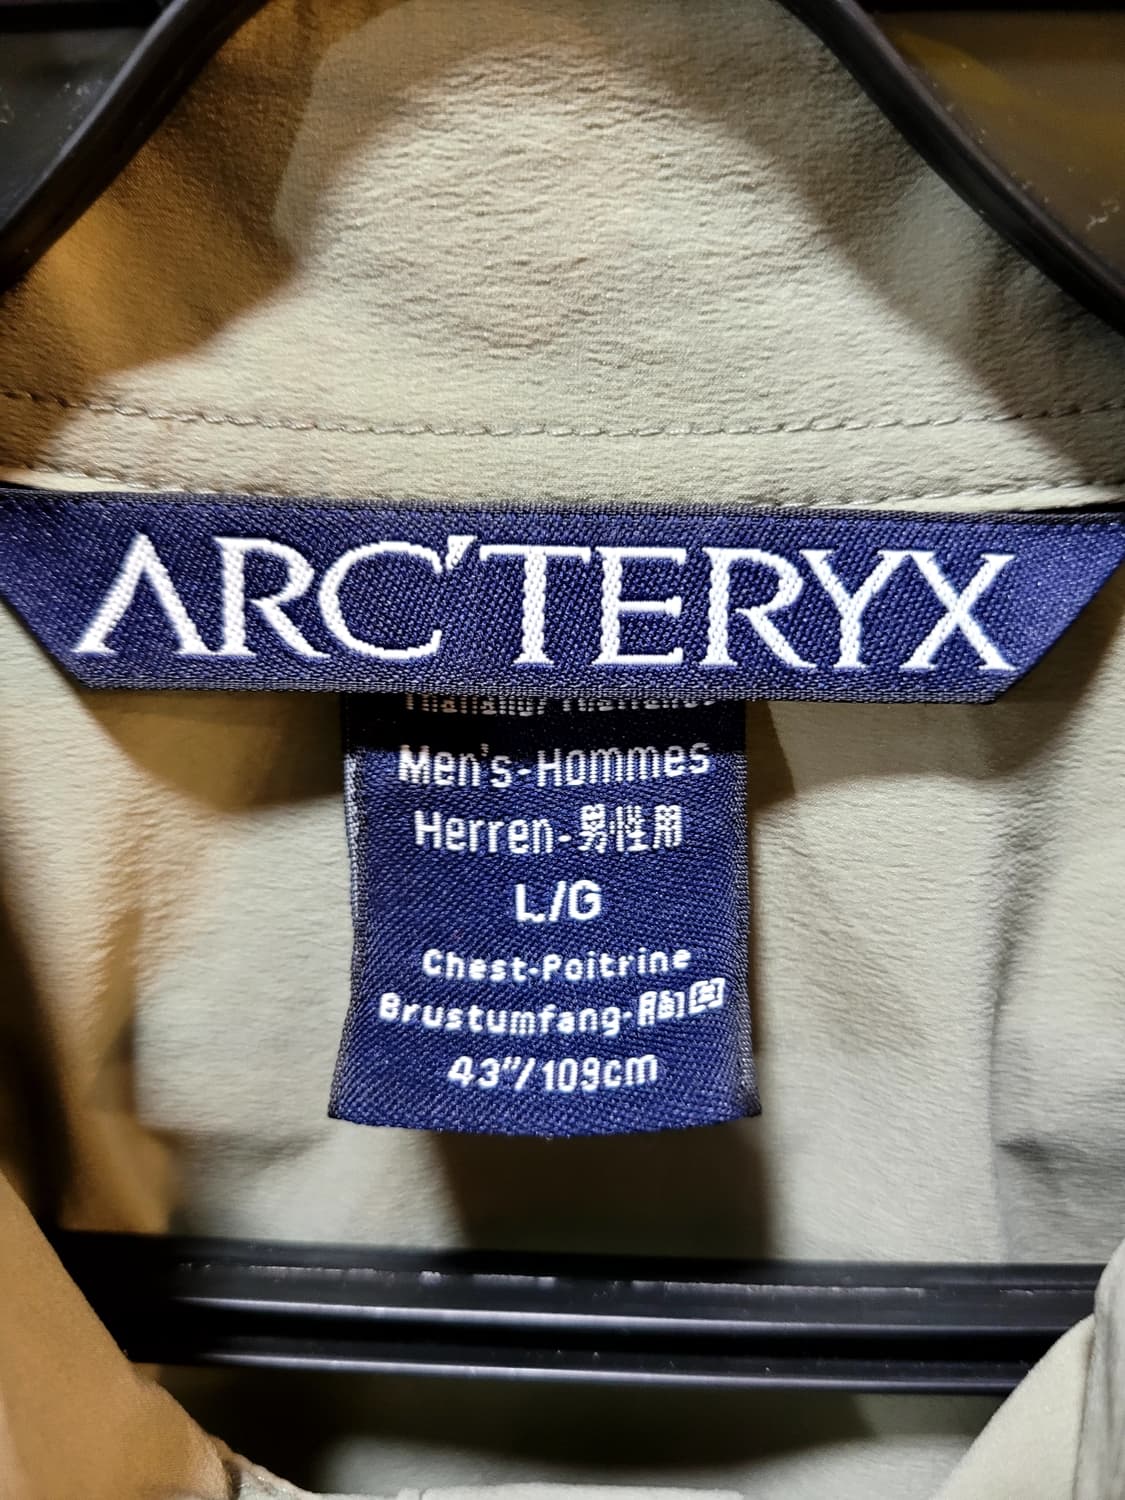 ARC'TERYX
Men's-Hommes
Herren-男性用
L/G
Chest-Poitrine
Brustumfang-胸囲
43"/109cm